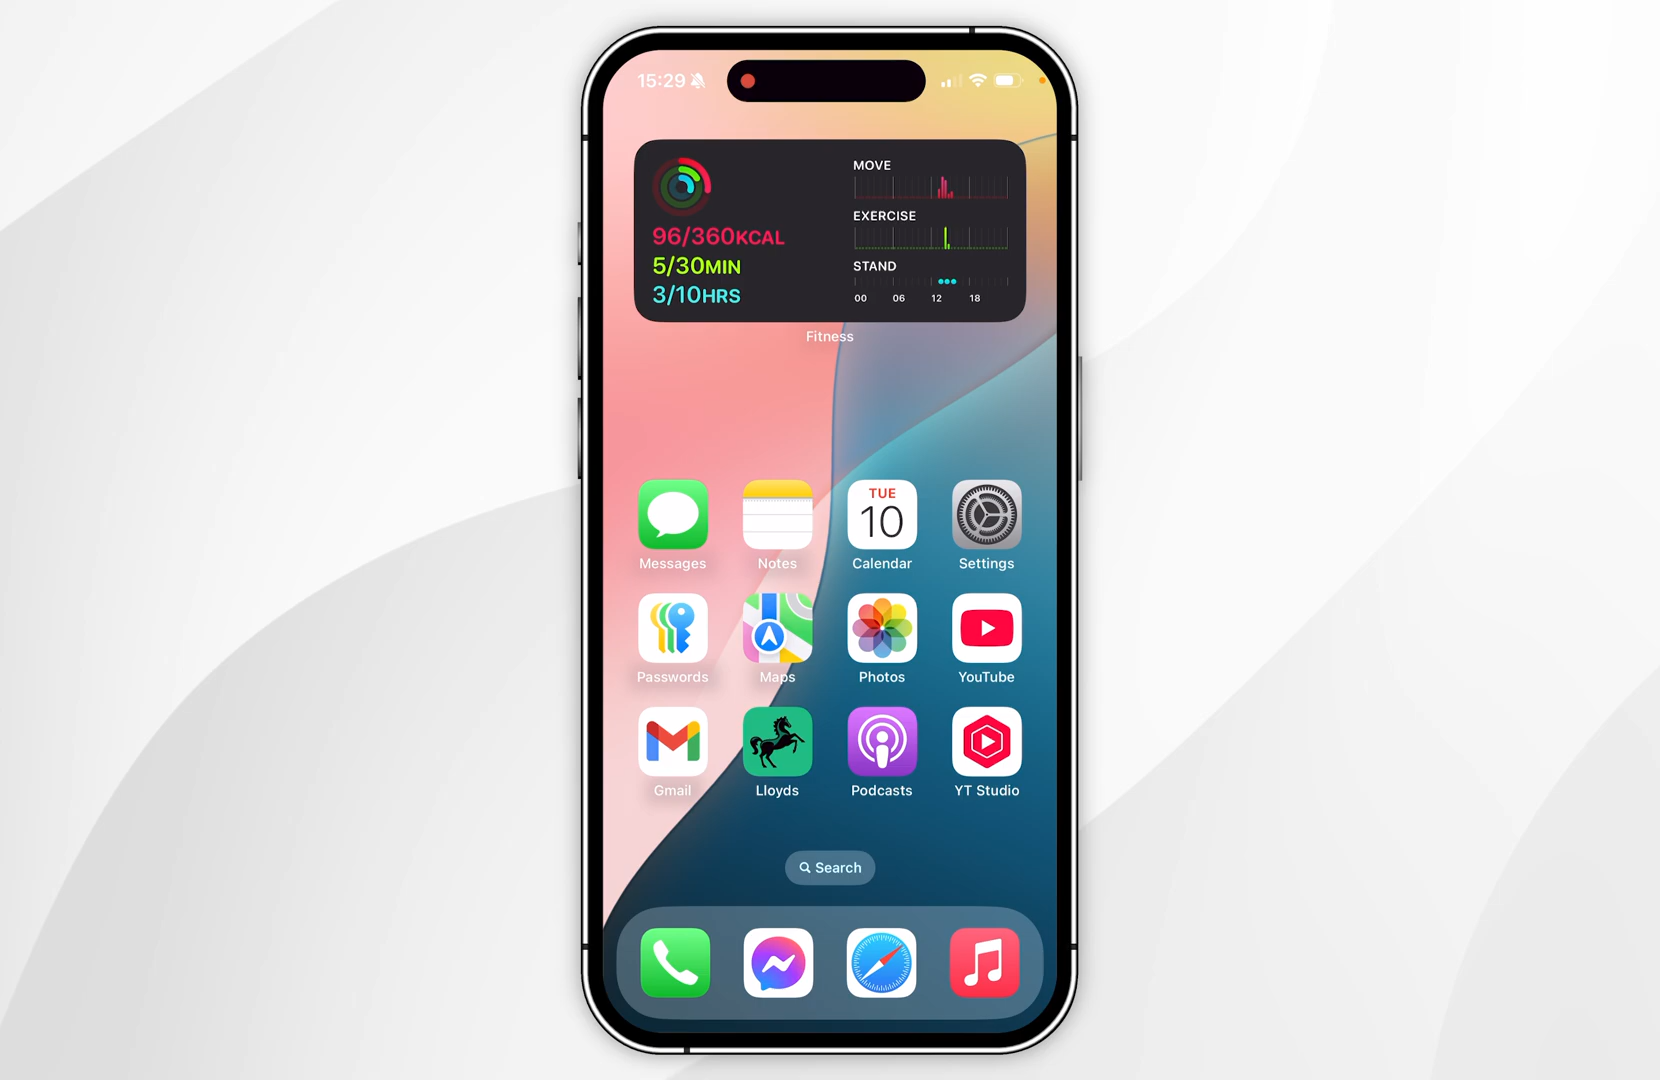 15:29
MOVE
96/360KCAL
5/30MIN
3/10HRS
EXERCISE
STAND
00 06 12 18
Fitness
TUE
10
Messages Notes Calendar Settings
Passwords Maps Photos YouTube
Gmail Lloyds Podcasts YT Studio
Search